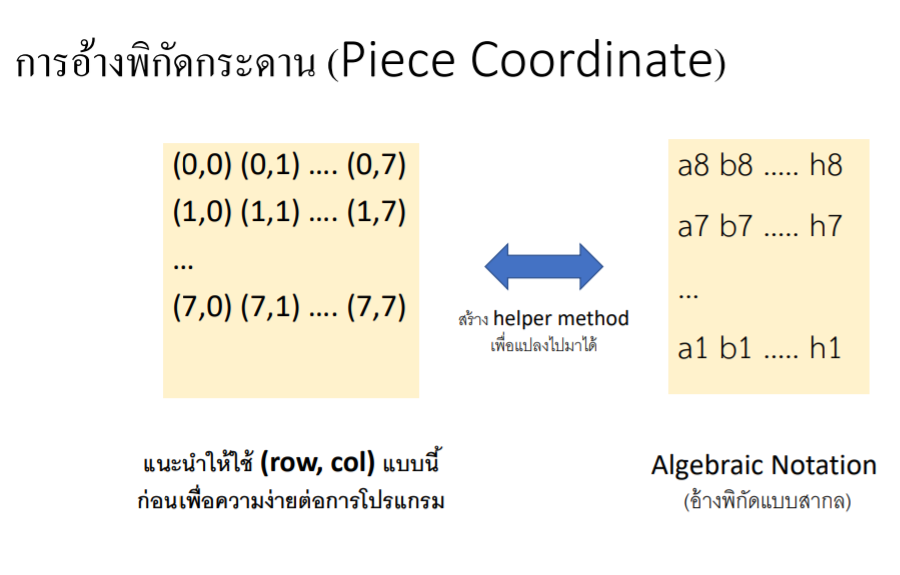 การอ้างพิกัดกระดาน (Piece Coordinate)
(0,0) (0,1) .... (0,7)
(1,0) (1,1) .... (1,7)
...
(7,0) (7,1) .... (7,7)
สร้าง helper method
เพื่อแปลงไปมาได้
a8 b8 ..... h8
a7 b7 ..... h7
...
a1 b1 ..... h1
แนะนำให้ใช้ (row, col) แบบนี้
ก่อนเพื่อความง่ายต่อการโปรแกรม
Algebraic Notation
(อ้างพิกัดแบบสากล)